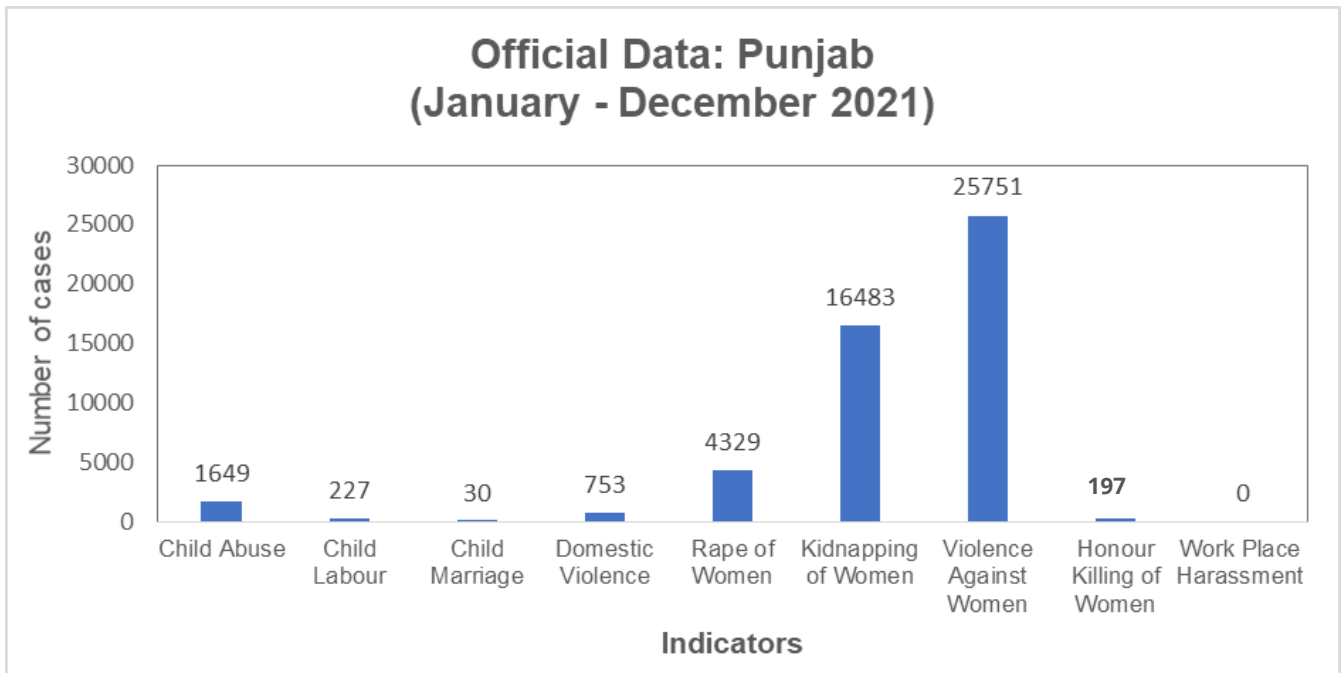 Official Data: Punjab
(January - December 2021)
Number of cases
30000
25000
20000
15000
10000
5000
0
1649
227
30
753
4329
16483
25751
197
0
Child Abuse
Child
Labour
Child
Marriage
Domestic
Violence
Rape of
Women
Kidnapping
of Women
Violence
Against
Women
Honour
Killing of
Women
Work Place
Harassment
Indicators